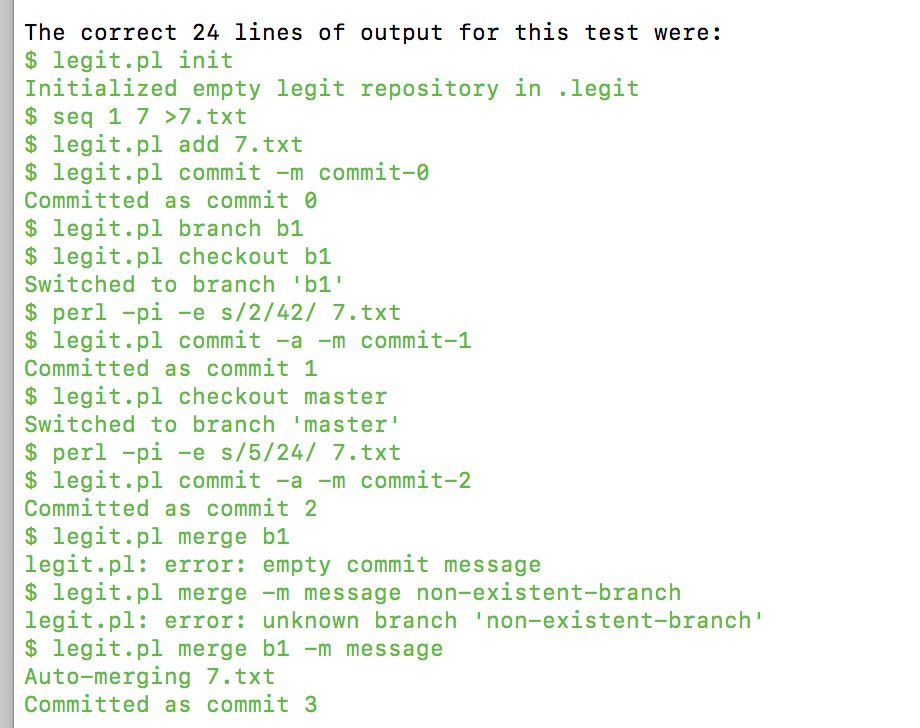 The correct 24 lines of output for this test were:
$ legit.pl init
Initialized empty legit repository in .legit
$ seq 1 7 >7.txt
$ legit.pl add 7.txt
$ legit.pl commit -m commit-0
Committed as commit 0
$ legit.pl branch b1
$ legit.pl checkout b1
Switched to branch 'b1'
$ perl -pi -e s/2/42/ 7.txt
$ legit.pl commit -a -m commit-1
Committed as commit 1
$ legit.pl checkout master
Switched to branch 'master'
$ perl -pi -e s/5/24/ 7.txt
$ legit.pl commit -a -m commit-2
Committed as commit 2
$ legit.pl merge b1
legit.pl: error: empty commit message
$ legit.pl merge -m message non-existent-branch
legit.pl: error: unknown branch 'non-existent-branch'
$ legit.pl merge b1 -m message
Auto-merging 7.txt
Committed as commit 3